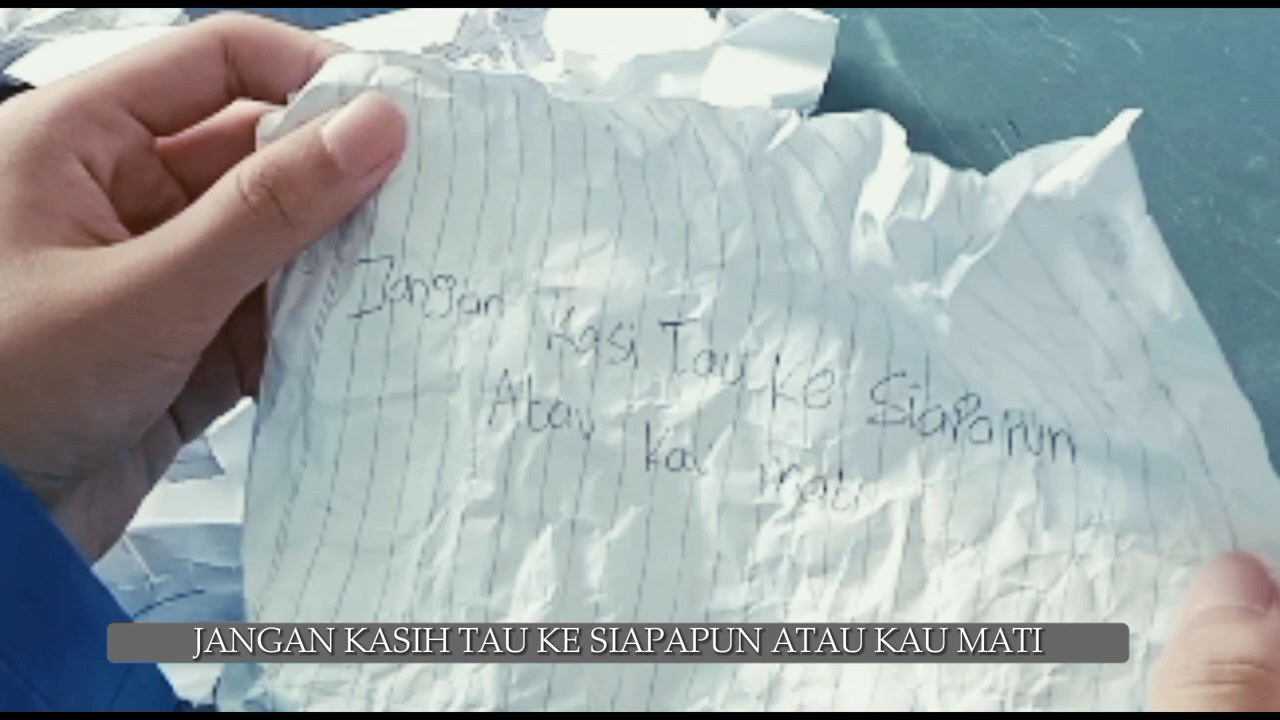 Jangan Kasi Tau ke Siapapun
Atau Kau mati
JANGAN KASIH TAU KE SIAPAPUN ATAU KAU MATI